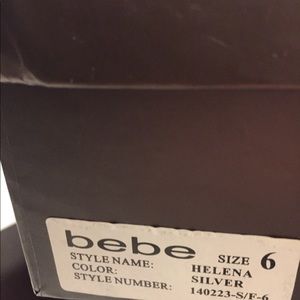 bebe SIZE 6
STYLE NAME: HELENA
COLOR: SILVER
STYLE NUMBER: 140223-S/F-6